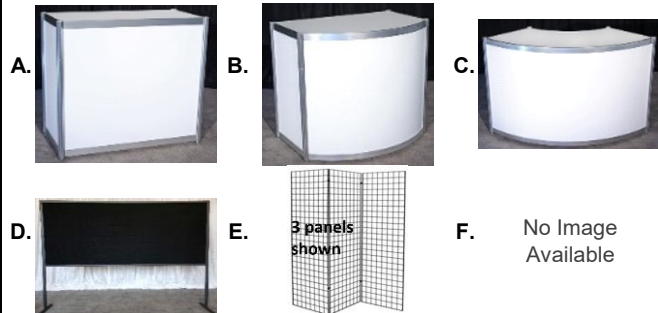 A.
B.
C.
D.
E.
3 panels
shown
F.
No Image
Available